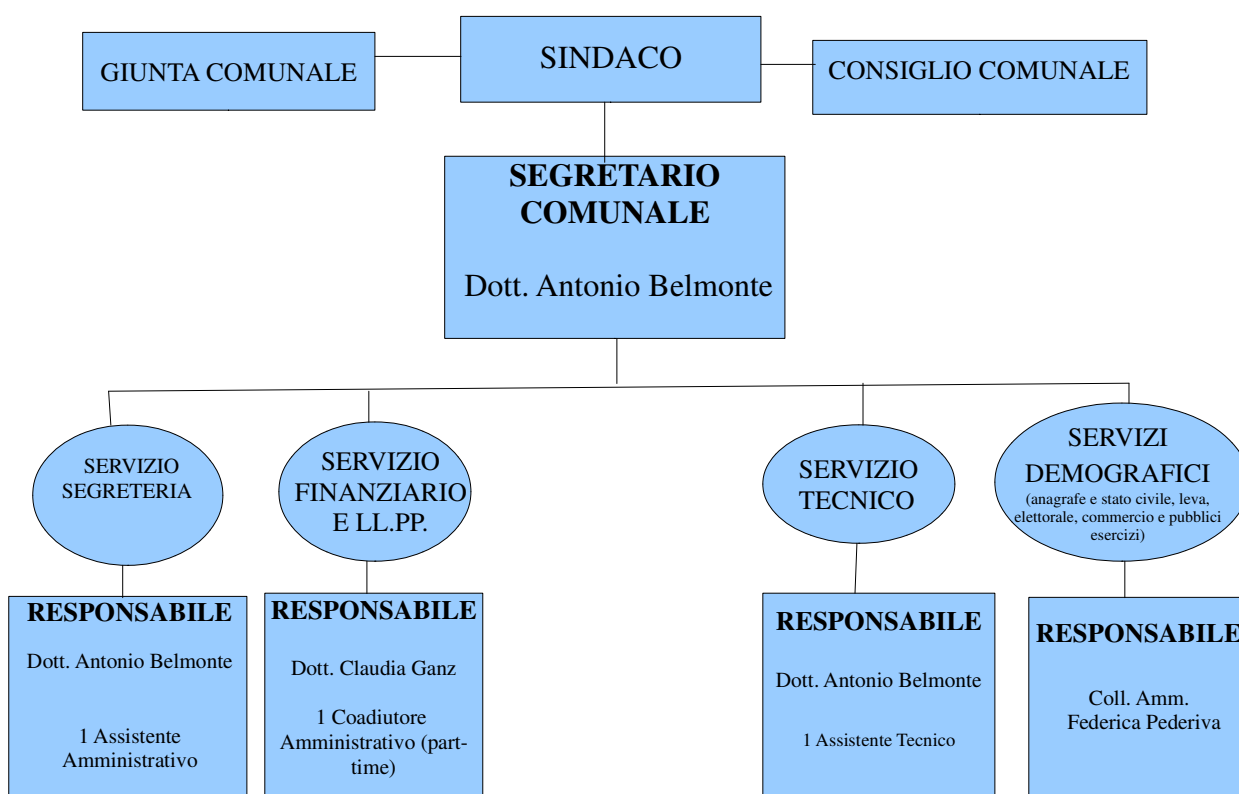 GIUNTA COMUNALE
SINDACO
CONSIGLIO COMUNALE
SEGRETARIO
COMUNALE
Dott. Antonio Belmonte
SERVIZIO
SEGRETERIA
SERVIZIO
FINANZIARIO
E LL.PP.
SERVIZIO
TECNICO
SERVIZI
DEMOGRAFICI
(anagrafe e stato civile, leva,
elettorale, commercio e pubblici
esercizi)
RESPONSABILE
Dott. Antonio Belmonte
1 Assistente
Amministrativo
RESPONSABILE
Dott. Claudia Ganz
1 Coadiutore
Amministrativo (part-
time)
RESPONSABILE
Dott. Antonio Belmonte
1 Assistente Tecnico
RESPONSABILE
Coll. Amm.
Federica Pederiva